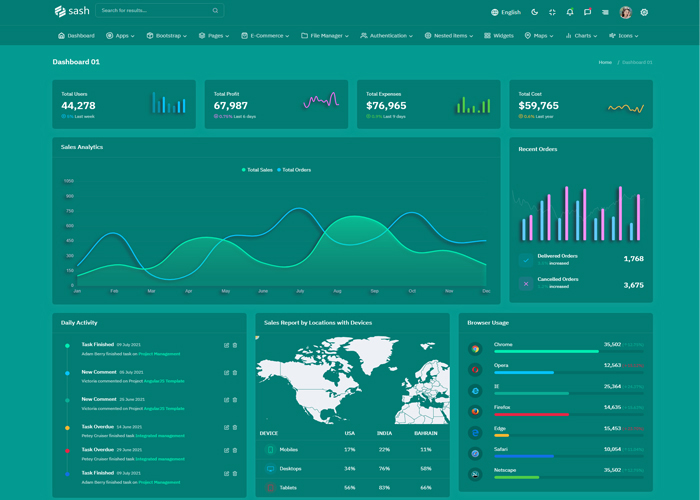 sash
Search for results...
English
Dashboard
Apps
Bootstrap
Pages
E-Commerce
File Manager
Authentication
Nested Items
Widgets
Maps
Charts
Icons
Dashboard 01
Home / Dashboard 01
Total Users
44,278
5% Last week
Total Profit
67,987
0.75% Last 6 days
Total Expenses
$76,965
0.9% Last 9 days
Total Cost
$59,765
0.6% Last year
Sales Analytics
Total Sales
Total Orders
1050
900
750
600
450
300
150
0
Jan
Feb
Mar
Apr
May
June
July
Aug
Sep
Oct
Nov
Dec
Recent Orders
Delivered Orders
increased
1,768
Cancelled Orders
increased
3,675
Daily Activity
Task Finished 09 July 2021
Adam Berry finished task on Project Management
New Comment 05 July 2021
Victoria commented on Project AngularJS Template
New Comment 25 June 2021
Victoria commented on Project AngularJS Template
Task Overdue 14 June 2021
Petey Cruiser finished task Integrated management
Task Overdue 29 June 2021
Petey Cruiser finished task Integrated management
Task Finished 09 July 2021
Adam Berry finished task on Project Management
Sales Report by Locations with Devices
DEVICE USA INDIA BAHRAIN
Mobiles 17% 22% 11%
Desktops 34% 76% 58%
Tablets 56% 83% 66%
Browser Usage
Chrome 35,502
Opera 12,563
IE 25,364
Firefox 14,635
Edge 15,453
Safari 10,054
Netscape 35,502